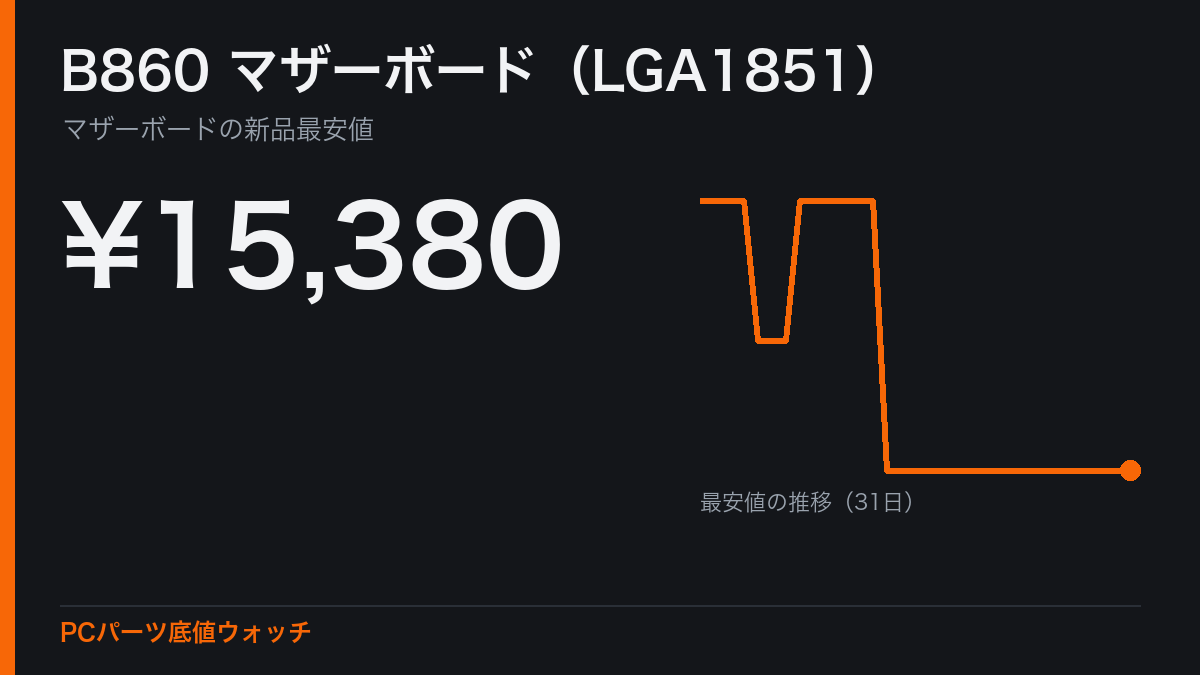 B860 マザーボード（LGA1851）
マザーボードの新品最安値
¥15,380
最安値の推移（31日）
PCパーツ底値ウォッチ